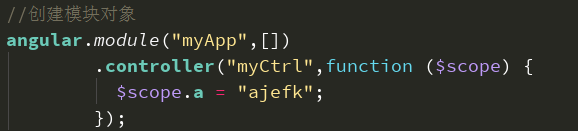 //创建模块对象
angular.module("myApp",[])
.controller("myCtrl",function ($scope) {
$scope.a = "ajefk";
});